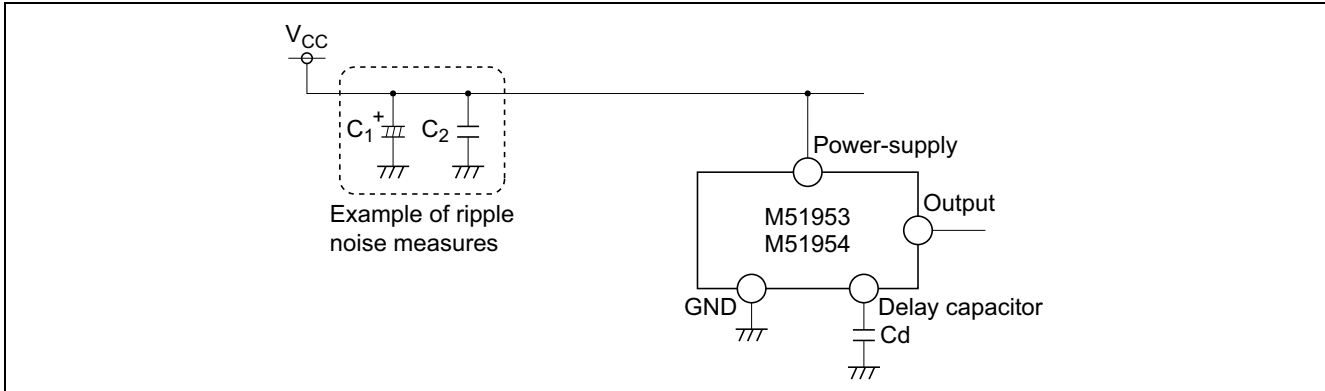 VCC
C1
+
C2
Example of ripple
noise measures
Power-supply
M51953
M51954
Output
GND
Delay capacitor
Cd